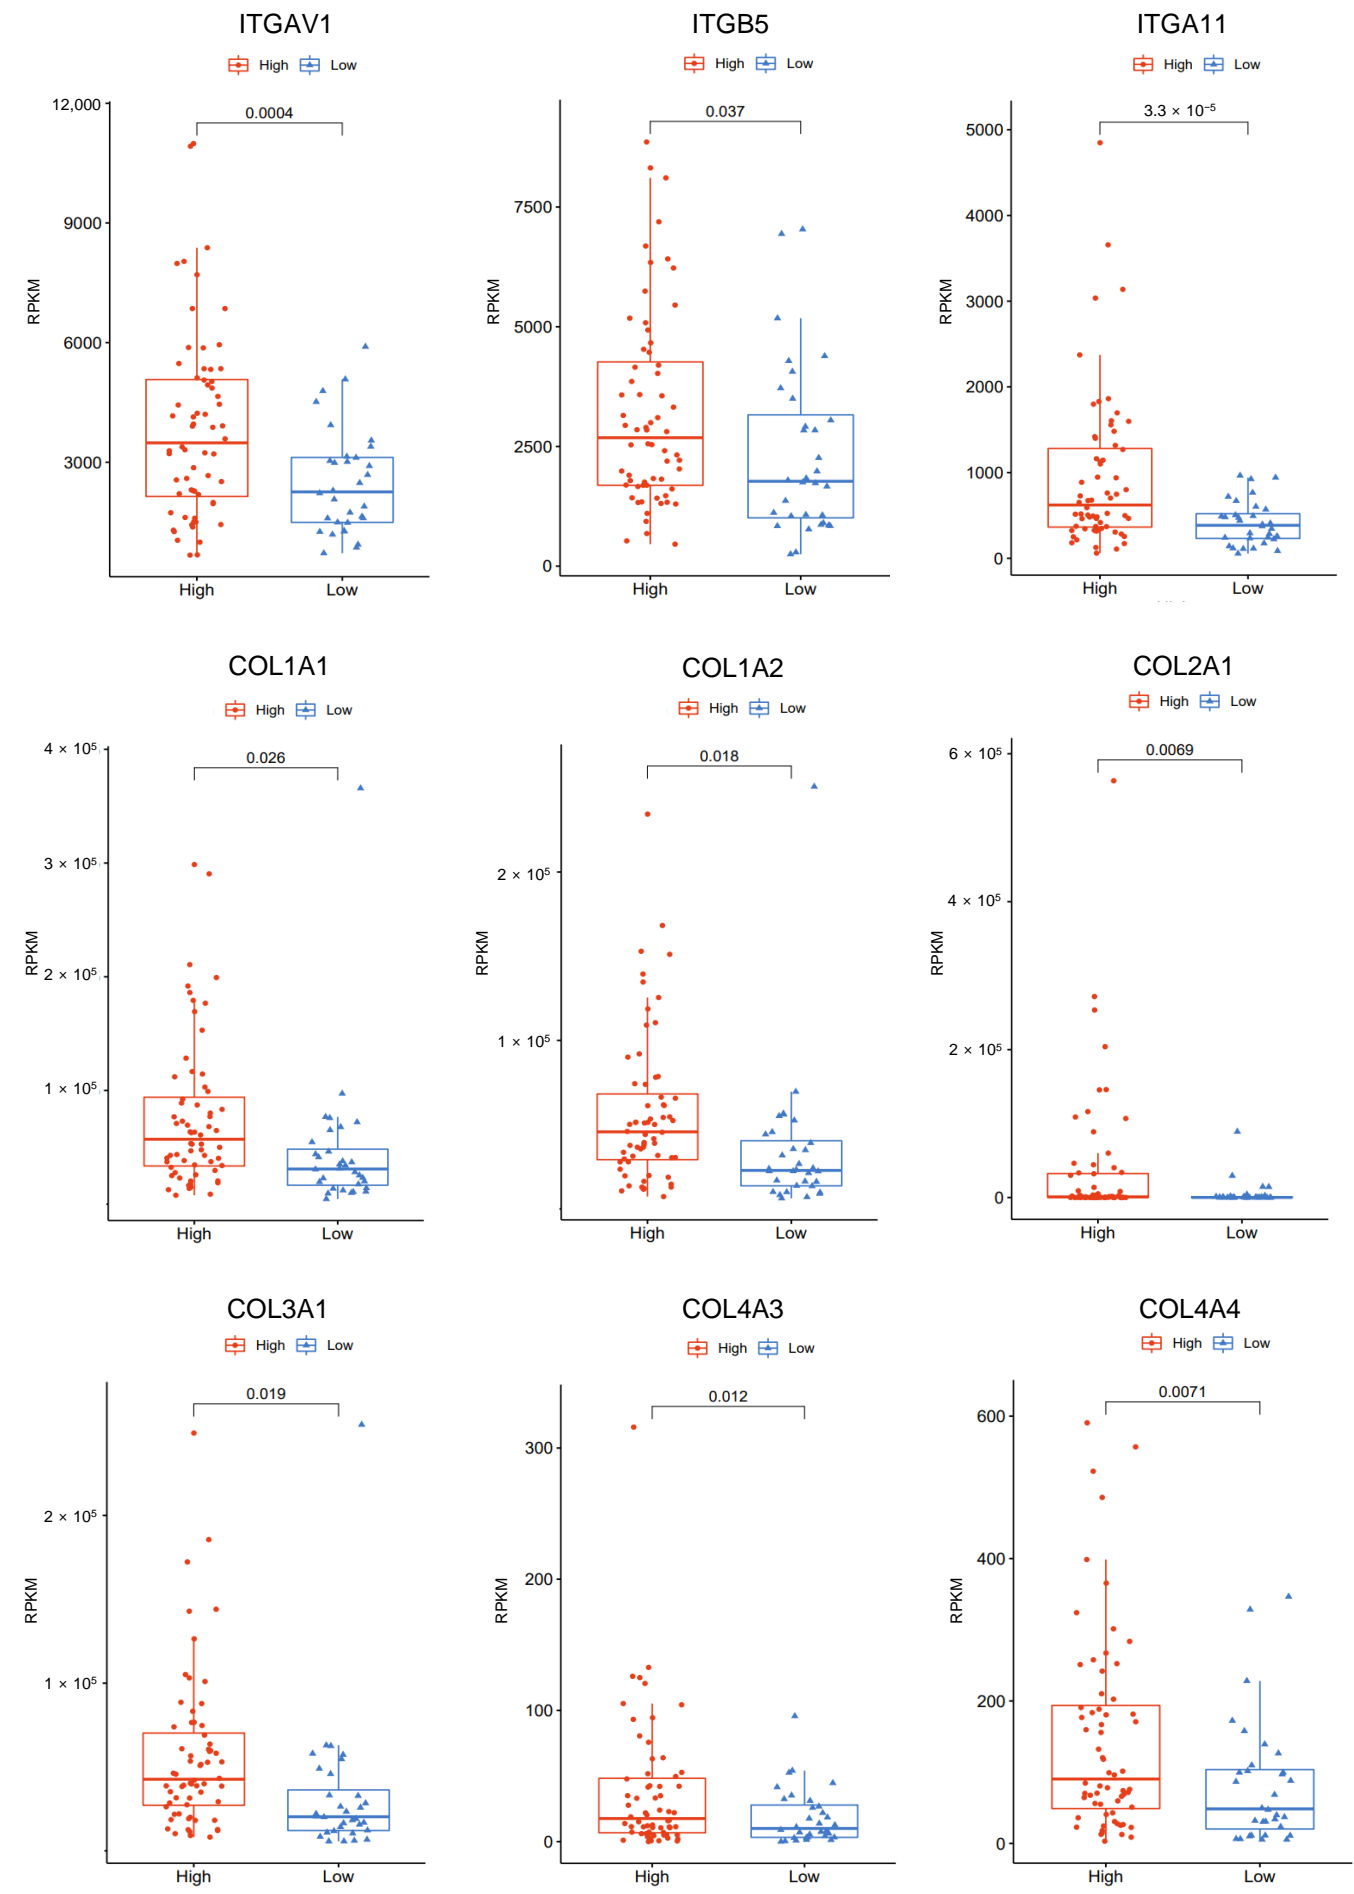 ITGAV1
High Low
0.0004
12,000
9000
6000
3000
RPKM
High Low
ITGB5
High Low
0.037
7500
5000
2500
0
RPKM
High Low
ITGA11
High Low
3.3 × 10⁻⁵
5000
4000
3000
2000
1000
0
RPKM
High Low
COL1A1
High Low
0.026
4 × 10⁵
3 × 10⁵
2 × 10⁵
1 × 10⁵
RPKM
High Low
COL1A2
High Low
0.018
2 × 10⁵
1 × 10⁵
RPKM
High Low
COL2A1
High Low
0.0069
6 × 10⁵
4 × 10⁵
2 × 10⁵
0
RPKM
High Low
COL3A1
High Low
0.019
2 × 10⁵
1 × 10⁵
RPKM
High Low
COL4A3
High Low
0.012
300
200
100
0
RPKM
High Low
COL4A4
High Low
0.0071
600
400
200
0
RPKM
High Low